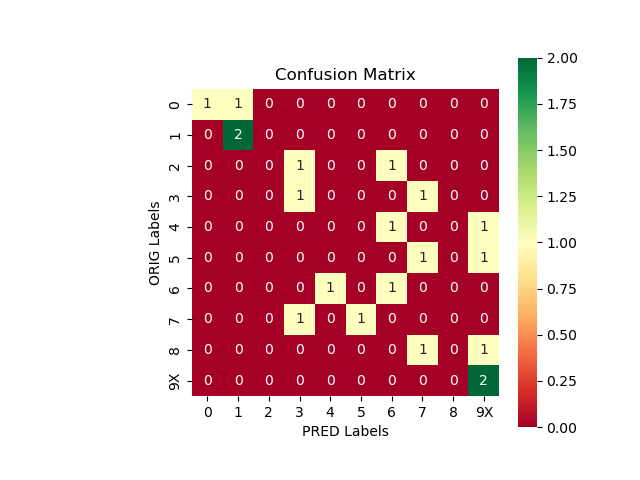 Confusion Matrix
0 1 1 0 0 0 0 0 0 0 0
1 0 2 0 0 0 0 0 0 0 0
2 0 0 0 1 0 0 1 0 0 0
3 0 0 0 1 0 0 0 1 0 0
4 0 0 0 0 0 0 1 0 0 1
5 0 0 0 0 0 0 0 1 0 1
6 0 0 0 0 1 0 1 0 0 0
7 0 0 0 1 0 1 0 0 0 0
8 0 0 0 0 0 0 0 1 0 1
9X 0 0 0 0 0 0 0 0 0 2
0 1 2 3 4 5 6 7 8 9X
PRED Labels
ORIG Labels
2.00
1.75
1.50
1.25
1.00
0.75
0.50
0.25
0.00